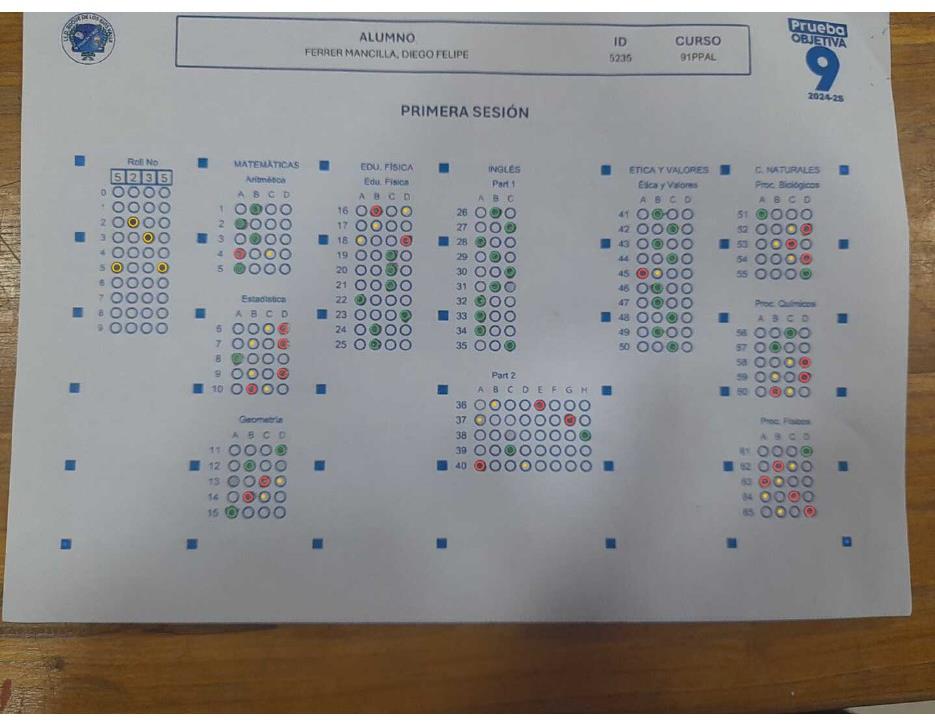 ALUMNO
FERRER MANCILLA, DIEGO FELIPE
ID
5235
CURSO
91PPAL
Prueba
OBJETIVA
9
2024-25
PRIMERA SESIÓN
Roll No
5 2 3 5
0
1
2
3
4
5
6
7
8
9
MATEMÁTICAS
Aritmética
A B C D
1
2
3
4
5
Estadística
A B C D
6
7
8
9
10
Geometría
A B C D
11
12
13
14
15
EDU. FÍSICA
Edu. Física
A B C D
16
17
18
19
20
21
22
23
24
25
INGLÉS
Part 1
A B C
26
27
28
29
30
31
32
33
34
35
Part 2
A B C D E F G H
36
37
38
39
40
ETICA Y VALORES
Ética y Valores
A B C D
41
42
43
44
45
46
47
48
49
50
C. NATURALES
Proc. Biológicos
A B C D
51
52
53
54
55
Proc. Químicos
A B C D
56
57
58
59
60
Proc. Físicos
A B C D
61
62
63
64
65